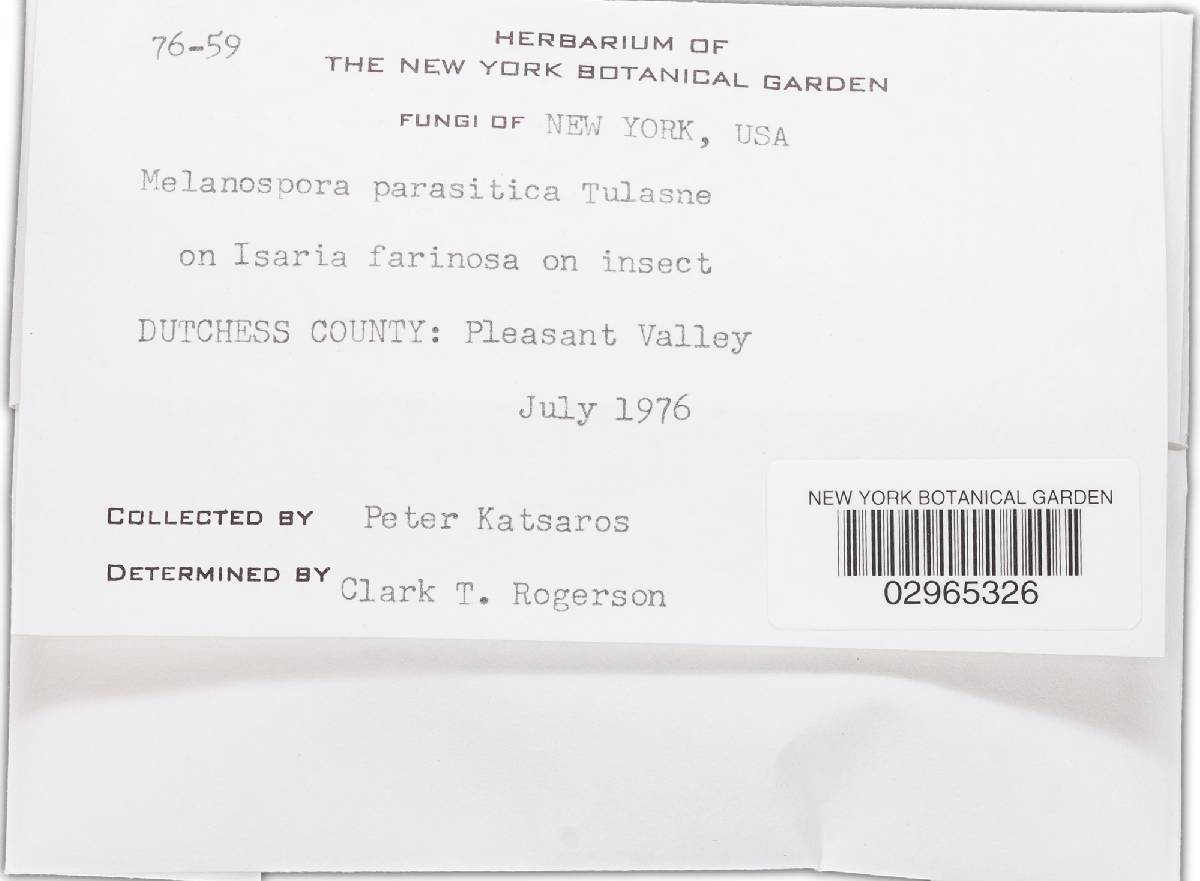 76-59
HERBARIUM OF
THE NEW YORK BOTANICAL GARDEN
FUNGI OF NEW YORK, USA
Melanospora parasitica Tulasne
on Isaria farinosa on insect
DUTCHESS COUNTY: Pleasant Valley
July 1976
COLLECTED BY Peter Katsaros
DETERMINED BY Clark T. Rogerson
NEW YORK BOTANICAL GARDEN
02965326